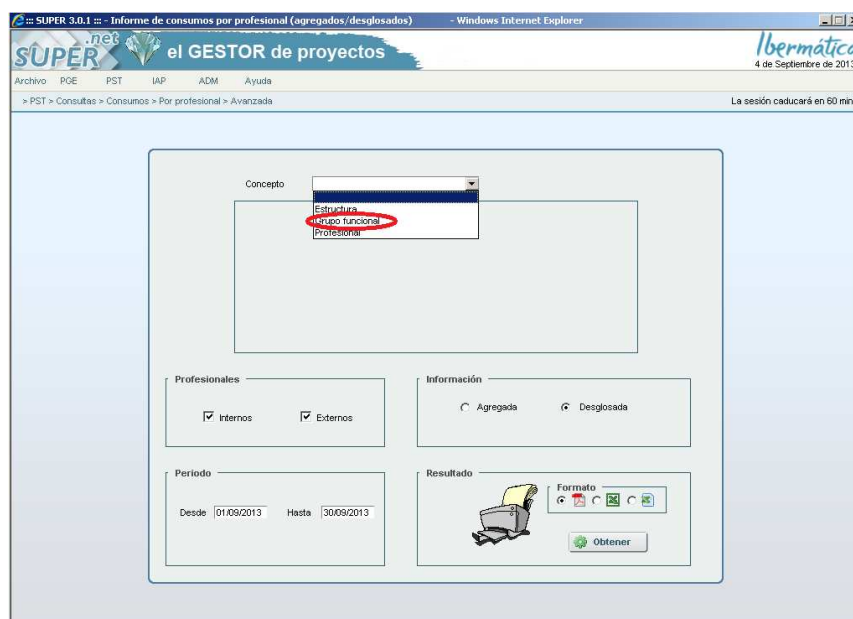 ::: SUPER 3.0.1 ::: - Informe de consumos por profesional (agregados/desglosados) - Windows Internet Explorer
SUPER .net el GESTOR de proyectos
Ibermática
4 de Septiembre de 2013
Archivo PGE PST IAP ADM Ayuda
> PST > Consultas > Consumos > Por profesional > Avanzada La sesión caducará en 60 min
Concepto
Estructura
Grupo funcional
Profesional
Profesionales Información
Internos Externos Agregada Desglosada
Periodo Resultado
Formato
Desde 01/09/2013 Hasta 30/09/2013
Obtener